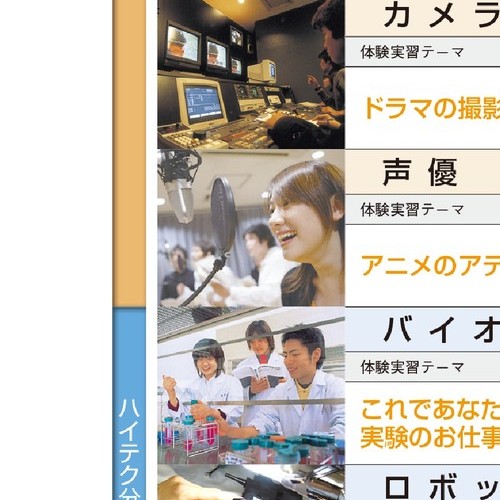 カメラ
体験実習テーマ
ドラマの撮影
声優
体験実習テーマ
アニメのアテ
バイオ
体験実習テーマ
これであなた
実験のお仕事
ハイテク分
ロボッ